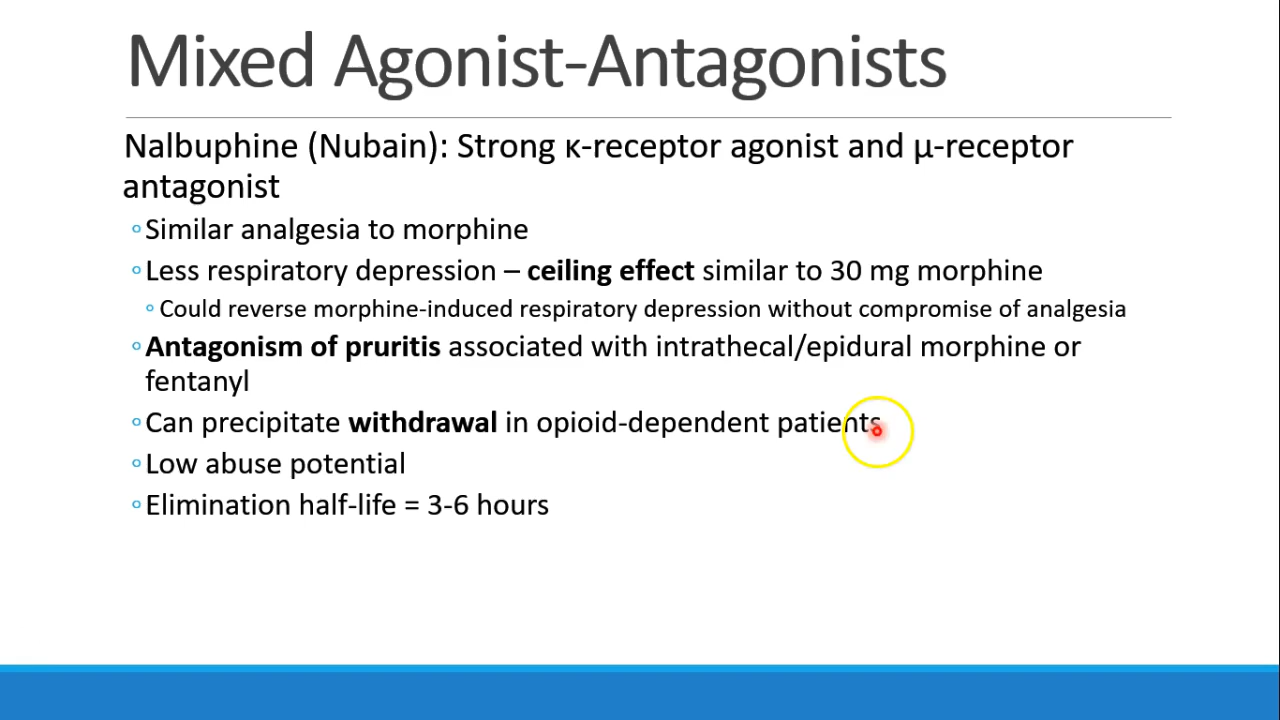 Mixed Agonist-Antagonists
Nalbuphine (Nubain): Strong κ-receptor agonist and μ-receptor
antagonist
Similar analgesia to morphine
Less respiratory depression – ceiling effect similar to 30 mg morphine
Could reverse morphine-induced respiratory depression without compromise of analgesia
Antagonism of pruritis associated with intrathecal/epidural morphine or
fentanyl
Can precipitate withdrawal in opioid-dependent patients
Low abuse potential
Elimination half-life = 3-6 hours